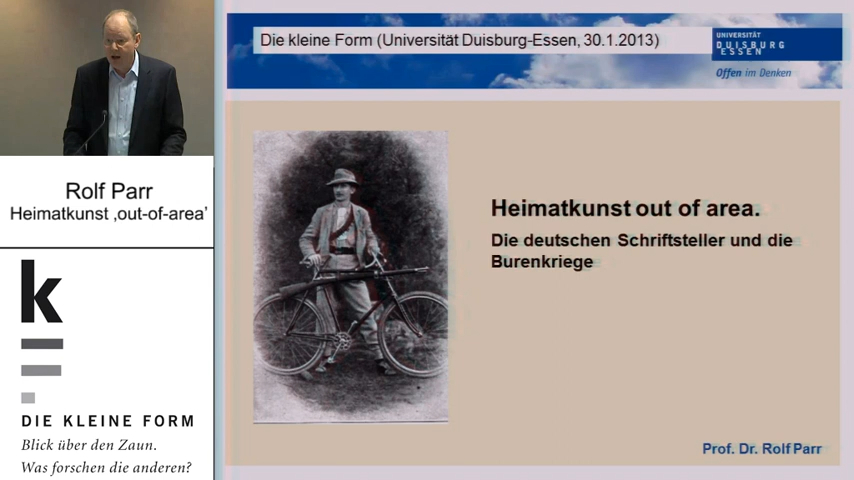 Die kleine Form (Universität Duisburg-Essen, 30.1.2013)
UNIVERSITÄT
DUISBURG
ESSEN
Offen im Denken
Rolf Parr
Heimatkunst ‚out-of-area’
Heimatkunst out of area.
Die deutschen Schriftsteller und die
Burenkriege
k
DIE KLEINE FORM
Blick über den Zaun.
Was forschen die anderen?
Prof. Dr. Rolf Parr